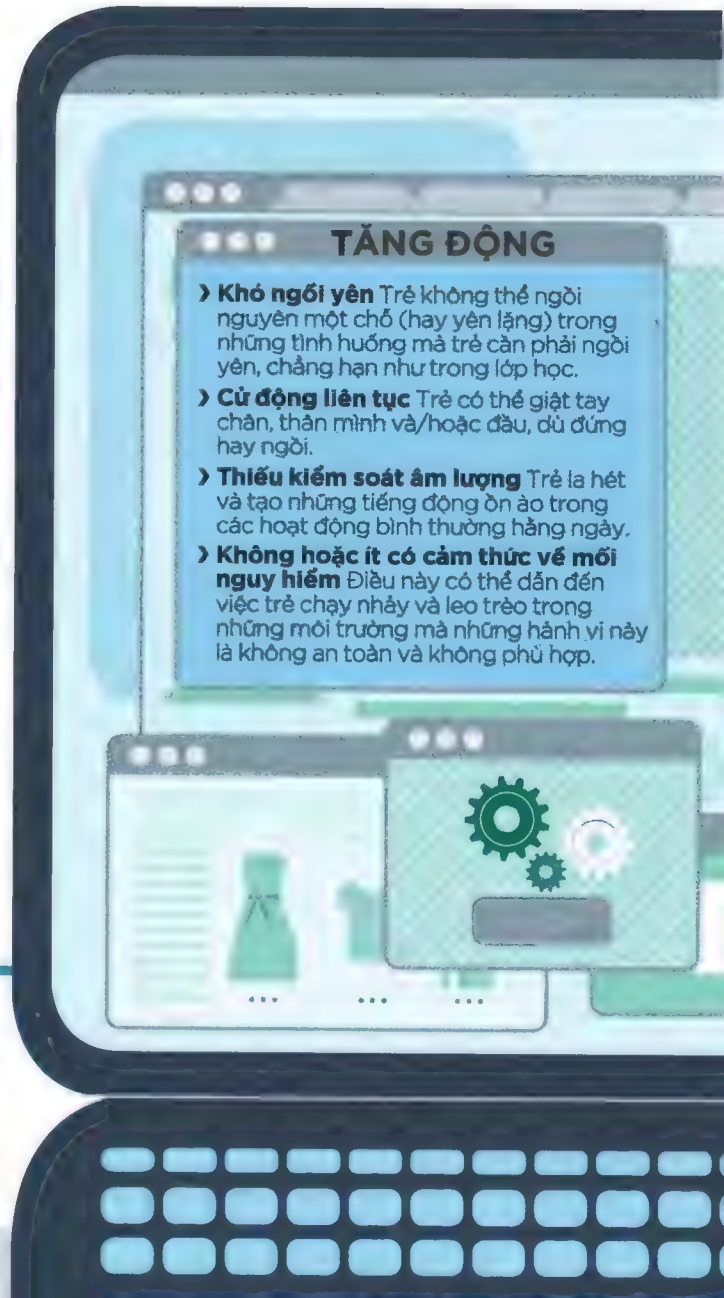 TĂNG ĐỘNG
❯ Khó ngồi yên Trẻ không thể ngồi
nguyên một chỗ (hay yên lặng) trong
những tình huống mà trẻ cần phải ngồi
yên, chẳng hạn như trong lớp học.
❯ Cử động liên tục Trẻ có thể giật tay
chân, thân mình và/hoặc đầu, dù đứng
hay ngồi.
❯ Thiếu kiểm soát âm lượng Trẻ la hét
và tạo những tiếng động ồn ào trong
các hoạt động bình thường hằng ngày.
❯ Không hoặc ít có cảm thức về mối
nguy hiểm Điều này có thể dẫn đến
việc trẻ chạy nhảy và leo trèo trong
những môi trường mà những hành vi này
là không an toàn và không phù hợp.